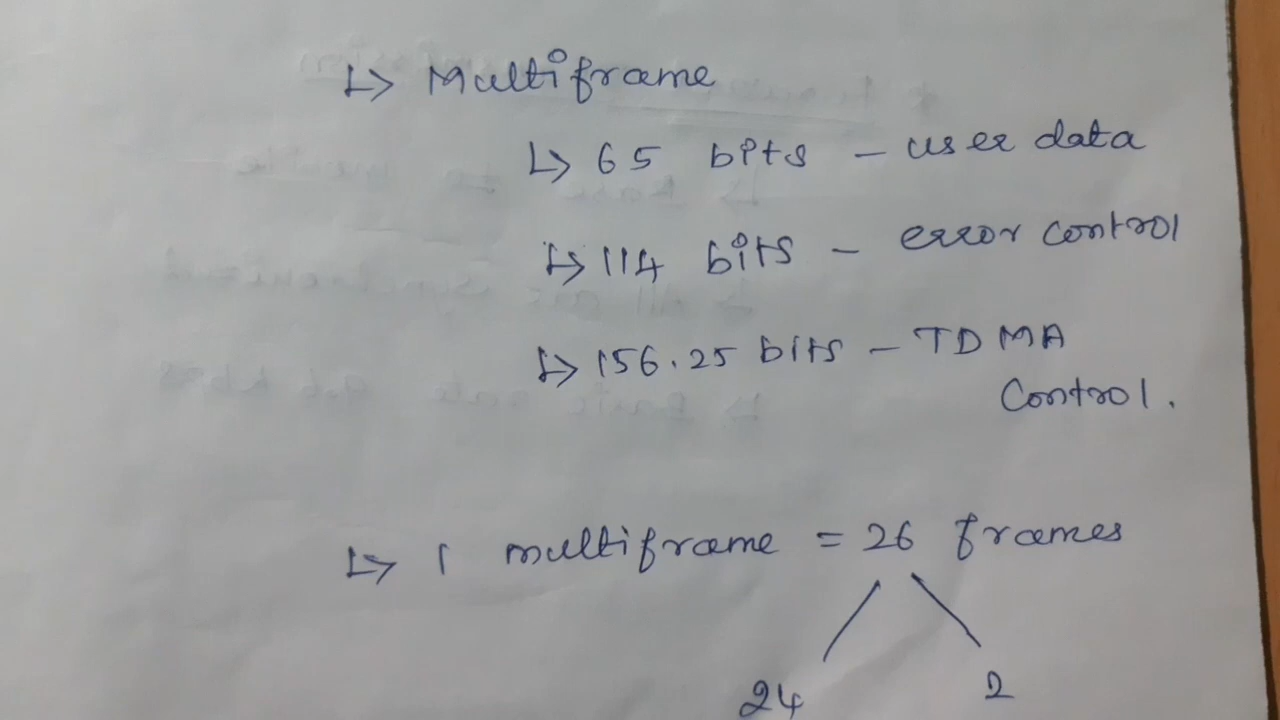 ↳ Multiframe
↳ 65 bits - user data
↳ 114 bits - error control
↳ 156.25 bits - TDMA
Control.
↳ 1 multiframe = 26 frames
24 2